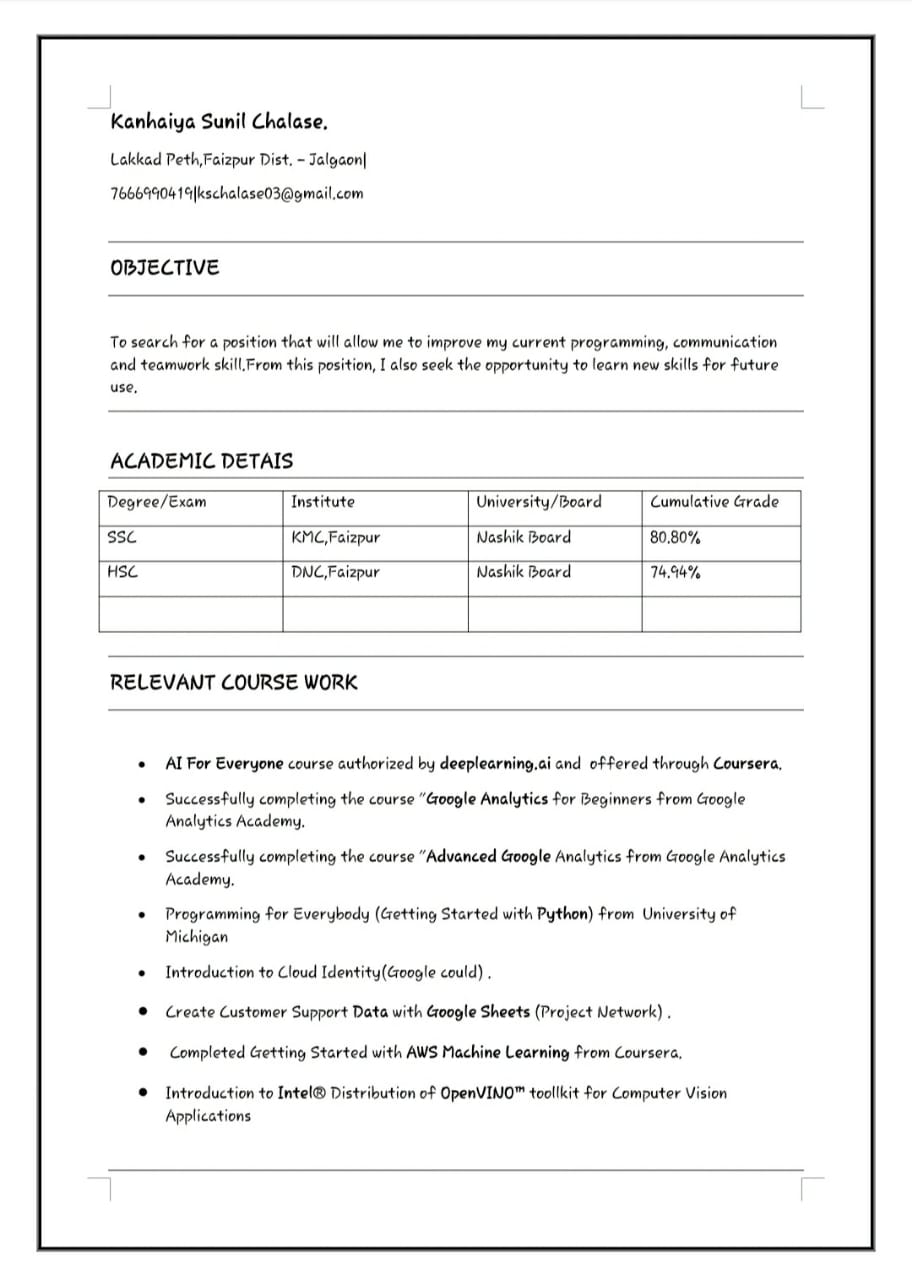 Kanhaiya Sunil Chalase.
Lakkad Peth,Faizpur Dist. – Jalgaon|
7666990419|kschalase03@gmail.com
OBJECTIVE
To search for a position that will allow me to improve my current programming, communication
and teamwork skill.From this position, I also seek the opportunity to learn new skills for future
use.
ACADEMIC DETAIS
Degree/Exam Institute University/Board Cumulative Grade
SSC KMC,Faizpur Nashik Board 80.80%
HSC DNC,Faizpur Nashik Board 74.94%
RELEVANT COURSE WORK
• AI For Everyone course authorized by deeplearning.ai and offered through Coursera.
• Successfully completing the course "Google Analytics for Beginners from Google
Analytics Academy.
• Successfully completing the course "Advanced Google Analytics from Google Analytics
Academy.
• Programming for Everybody (Getting Started with Python) from University of
Michigan
• Introduction to Cloud Identity(Google could) .
• Create Customer Support Data with Google Sheets (Project Network) .
• Completed Getting Started with AWS Machine Learning from Coursera.
• Introduction to Intel® Distribution of OpenVINO™ toollkit for Computer Vision
Applications